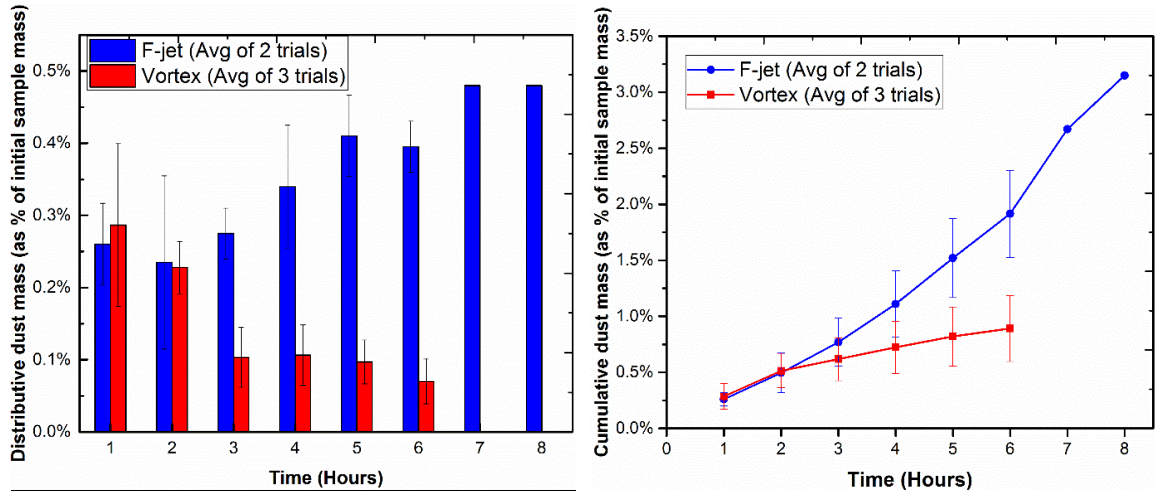 F-jet (Avg of 2 trials)
Vortex (Avg of 3 trials)
Distributive dust mass (as % of initial sample mass)
0.5%
0.4%
0.3%
0.2%
0.1%
0.0%
1 2 3 4 5 6 7 8
Time (Hours)
F-jet (Avg of 2 trials)
Vortex (Avg of 3 trials)
Cumulative dust mass (as % of initial sample mass)
3.5%
3.0%
2.5%
2.0%
1.5%
1.0%
0.5%
0.0%
0 1 2 3 4 5 6 7 8
Time (Hours)